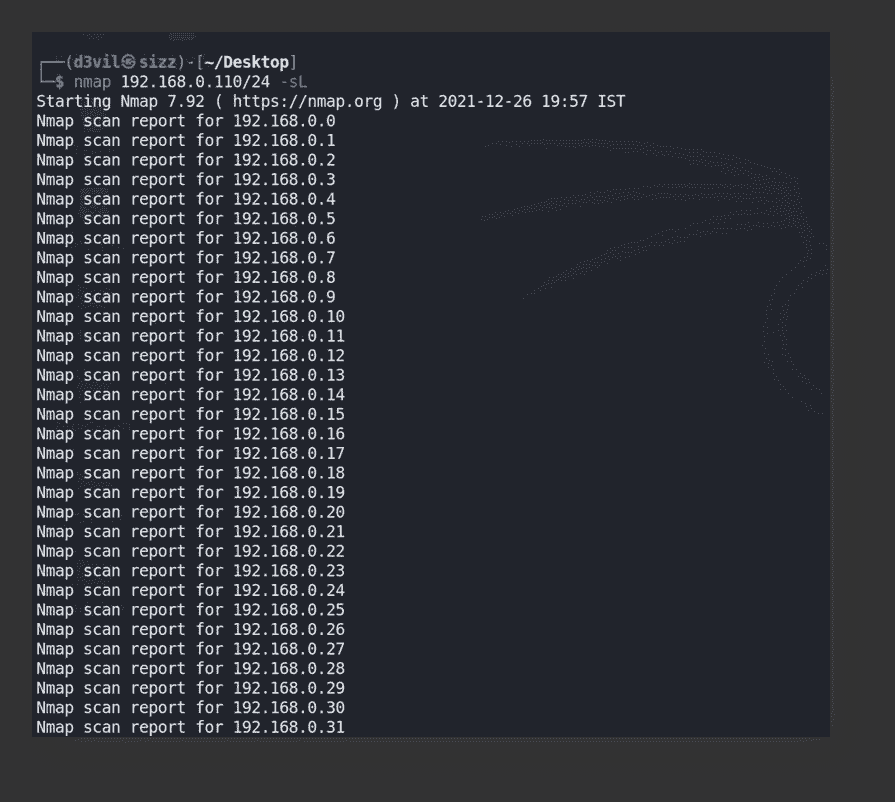 ┌──(d3vil㉿sizz)-[~/Desktop]
└─$ nmap 192.168.0.110/24 -sL
Starting Nmap 7.92 ( https://nmap.org ) at 2021-12-26 19:57 IST
Nmap scan report for 192.168.0.0
Nmap scan report for 192.168.0.1
Nmap scan report for 192.168.0.2
Nmap scan report for 192.168.0.3
Nmap scan report for 192.168.0.4
Nmap scan report for 192.168.0.5
Nmap scan report for 192.168.0.6
Nmap scan report for 192.168.0.7
Nmap scan report for 192.168.0.8
Nmap scan report for 192.168.0.9
Nmap scan report for 192.168.0.10
Nmap scan report for 192.168.0.11
Nmap scan report for 192.168.0.12
Nmap scan report for 192.168.0.13
Nmap scan report for 192.168.0.14
Nmap scan report for 192.168.0.15
Nmap scan report for 192.168.0.16
Nmap scan report for 192.168.0.17
Nmap scan report for 192.168.0.18
Nmap scan report for 192.168.0.19
Nmap scan report for 192.168.0.20
Nmap scan report for 192.168.0.21
Nmap scan report for 192.168.0.22
Nmap scan report for 192.168.0.23
Nmap scan report for 192.168.0.24
Nmap scan report for 192.168.0.25
Nmap scan report for 192.168.0.26
Nmap scan report for 192.168.0.27
Nmap scan report for 192.168.0.28
Nmap scan report for 192.168.0.29
Nmap scan report for 192.168.0.30
Nmap scan report for 192.168.0.31